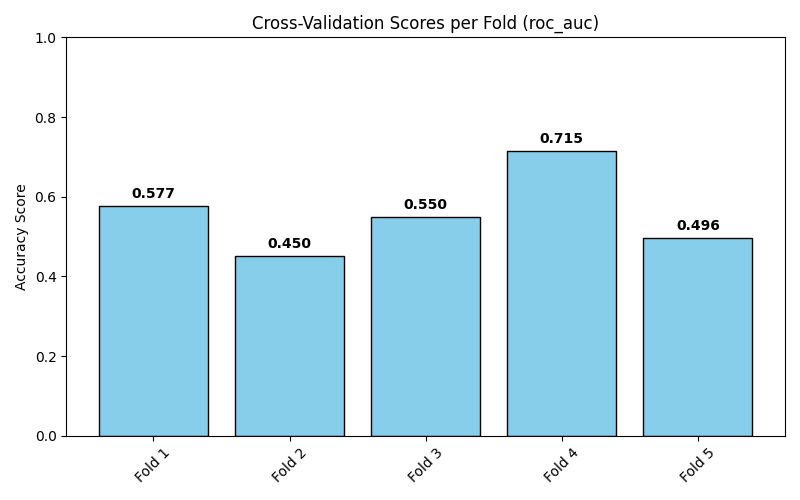 Cross-Validation Scores per Fold (roc_auc)
1.0
0.8
0.6
0.4
0.2
0.0
Accuracy Score
0.577
0.450
0.550
0.715
0.496
Fold 1
Fold 2
Fold 3
Fold 4
Fold 5